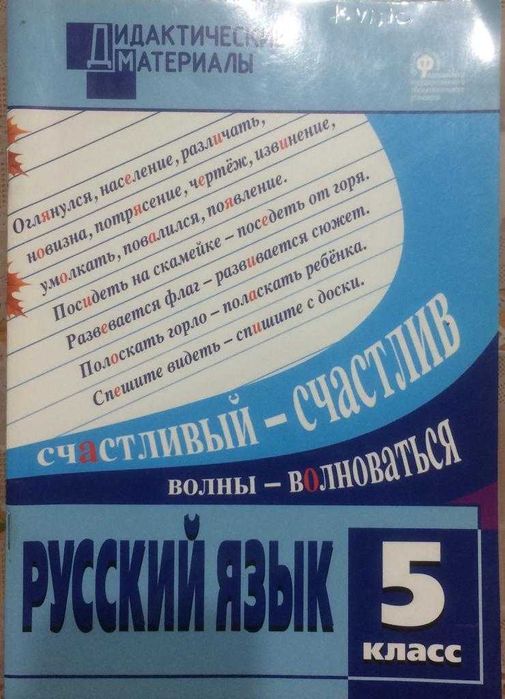 ДИДАКТИЧЕСКИЕ
МАТЕРИАЛЫ
Оглянулся, население, различать,
новизна, потрясение, чертёж, извинение,
умолкать, повалился, появление.
Посидеть на скамейке – поседеть от горя.
Развевается флаг – развивается сюжет.
Полоскать горло – поласкать ребёнка.
Спешите видеть – спишите с доски.
СЧАСТЛИВЫЙ – СЧАСТЛИВ
ВОЛНЫ – ВОЛНОВАТЬСЯ
РУССКИЙ ЯЗЫК
5
КЛАСС